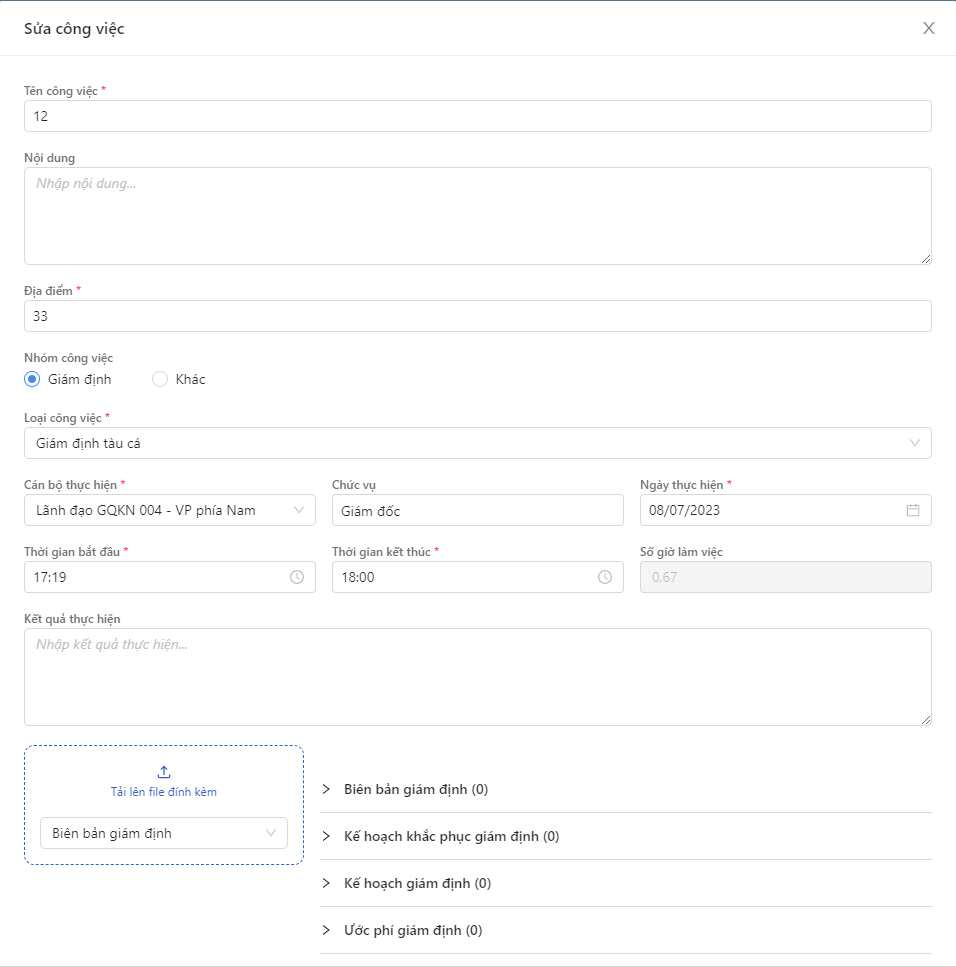 Sửa công việc
Tên công việc *
12
Nội dung
Nhập nội dung...
Địa điểm *
33
Nhóm công việc
Giám định Khác
Loại công việc *
Giám định tàu cá
Cán bộ thực hiện * Chức vụ Ngày thực hiện *
Lãnh đạo GQKN 004 - VP phía Nam Giám đốc 08/07/2023
Thời gian bắt đầu * Thời gian kết thúc * Số giờ làm việc
17:19 18:00 0,67
Kết quả thực hiện
Nhập kết quả thực hiện...
Tải lên file đính kèm
Biên bản giám định (0)
Biên bản giám định
Kế hoạch khắc phục giám định (0)
Kế hoạch giám định (0)
Ước phí giám định (0)